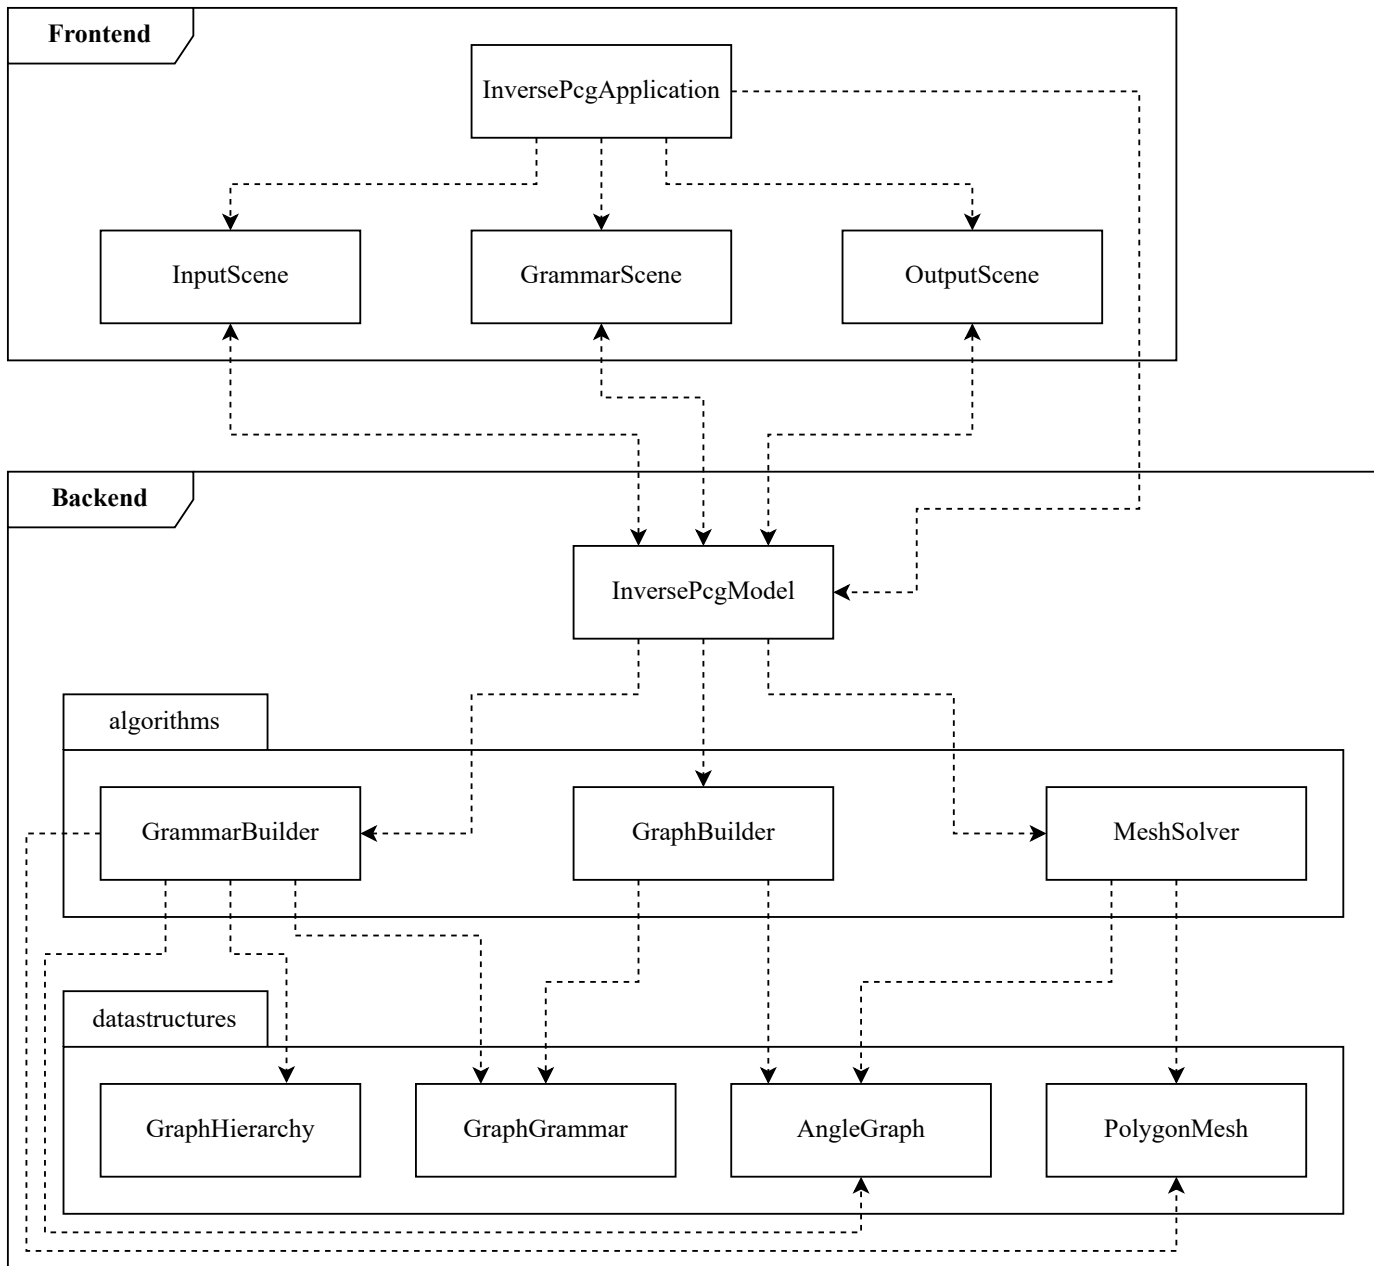 Frontend
InversePcgApplication
InputScene
GrammarScene
OutputScene
Backend
InversePcgModel
algorithms
GrammarBuilder
GraphBuilder
MeshSolver
datastructures
GraphHierarchy
GraphGrammar
AngleGraph
PolygonMesh